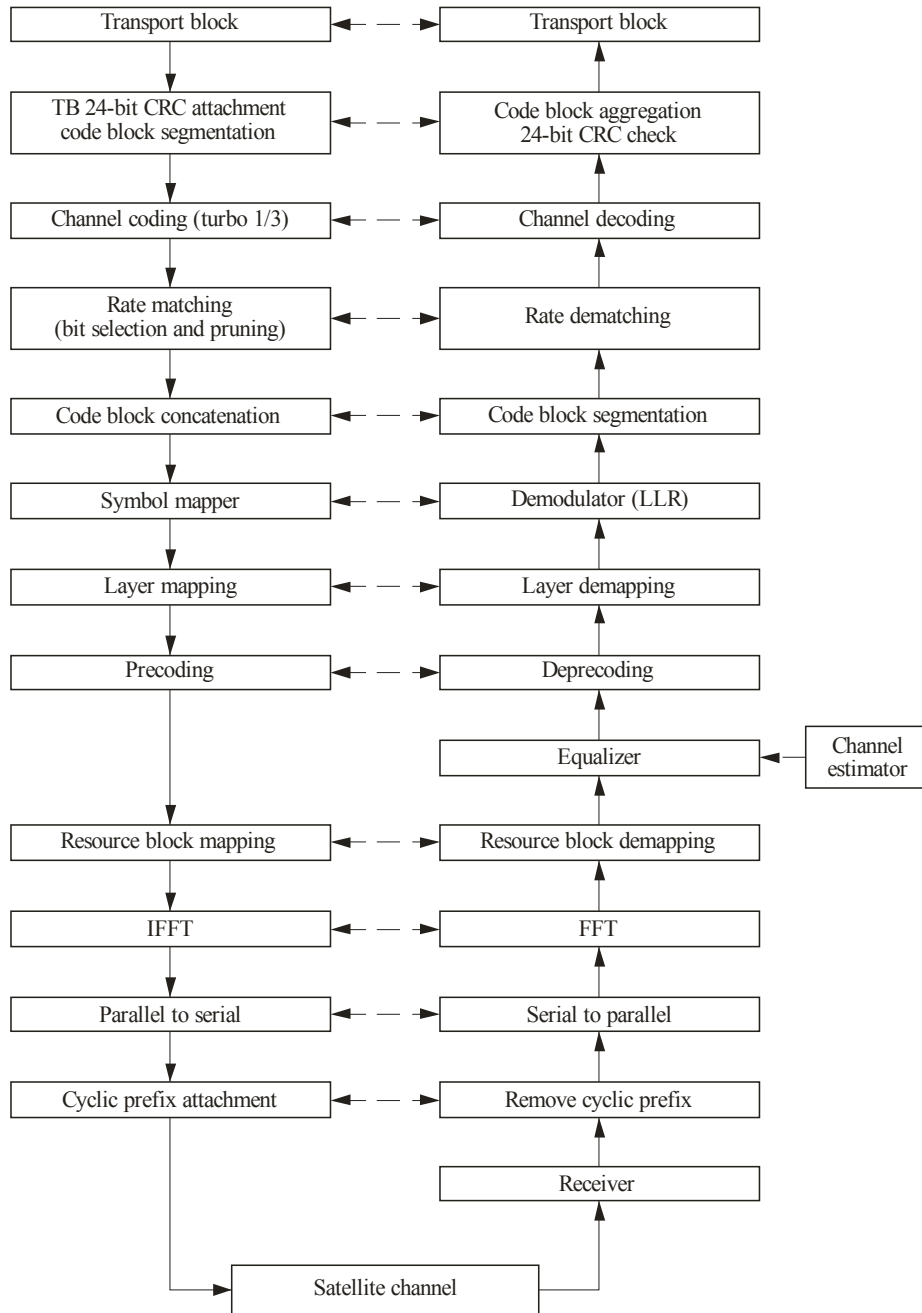 Transport block
Transport block
TB 24-bit CRC attachment
code block segmentation
Code block aggregation
24-bit CRC check
Channel coding (turbo 1/3)
Channel decoding
Rate matching
(bit selection and pruning)
Rate dematching
Code block concatenation
Code block segmentation
Symbol mapper
Demodulator (LLR)
Layer mapping
Layer demapping
Precoding
Deprecoding
Equalizer
Channel
estimator
Resource block mapping
Resource block demapping
IFFT
FFT
Parallel to serial
Serial to parallel
Cyclic prefix attachment
Remove cyclic prefix
Receiver
Satellite channel